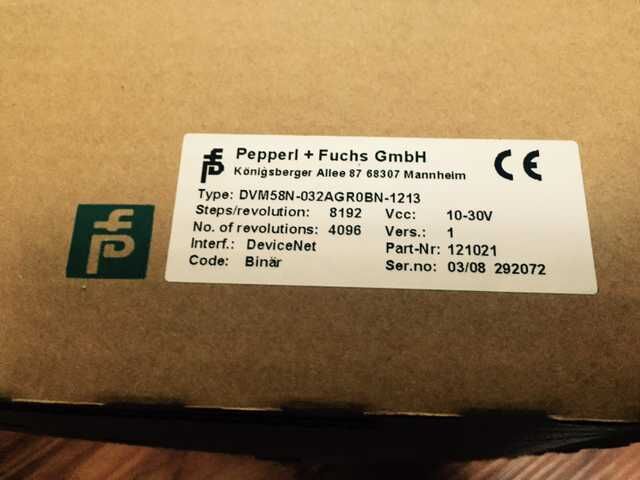 Pepperl + Fuchs GmbH
Königsberger Allee 87 68307 Mannheim
CE
Type: DVM58N-032AGR0BN-1213
Steps/revolution: 8192 Vcc: 10-30V
No. of revolutions: 4096 Vers.: 1
Interf.: DeviceNet Part-Nr: 121021
Code: Binär Ser.no: 03/08 292072